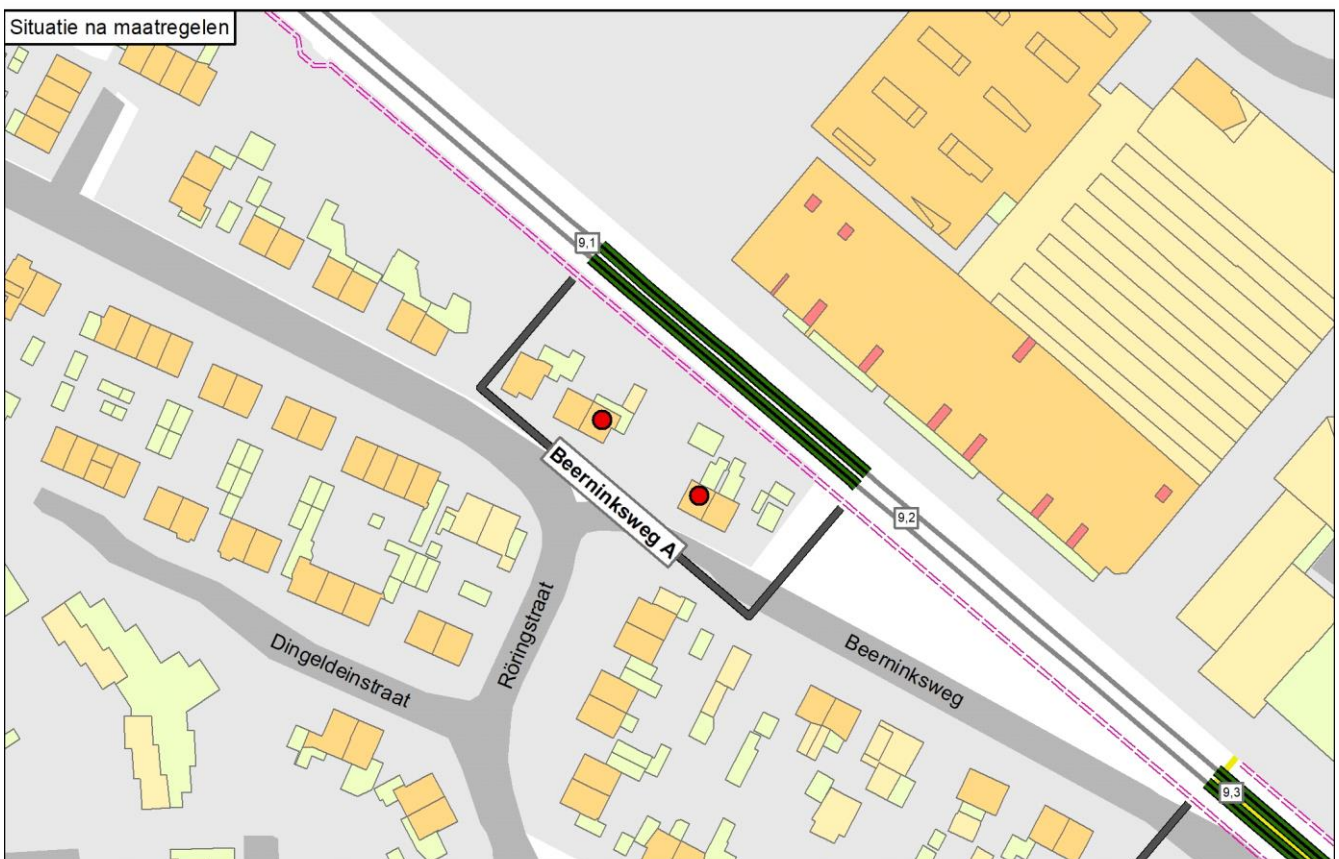 Situatie na maatregelen
9,1
Beerninksweg A
9,2
Röringstraat
Beerninksweg
Dingeldeinstraat
9,3